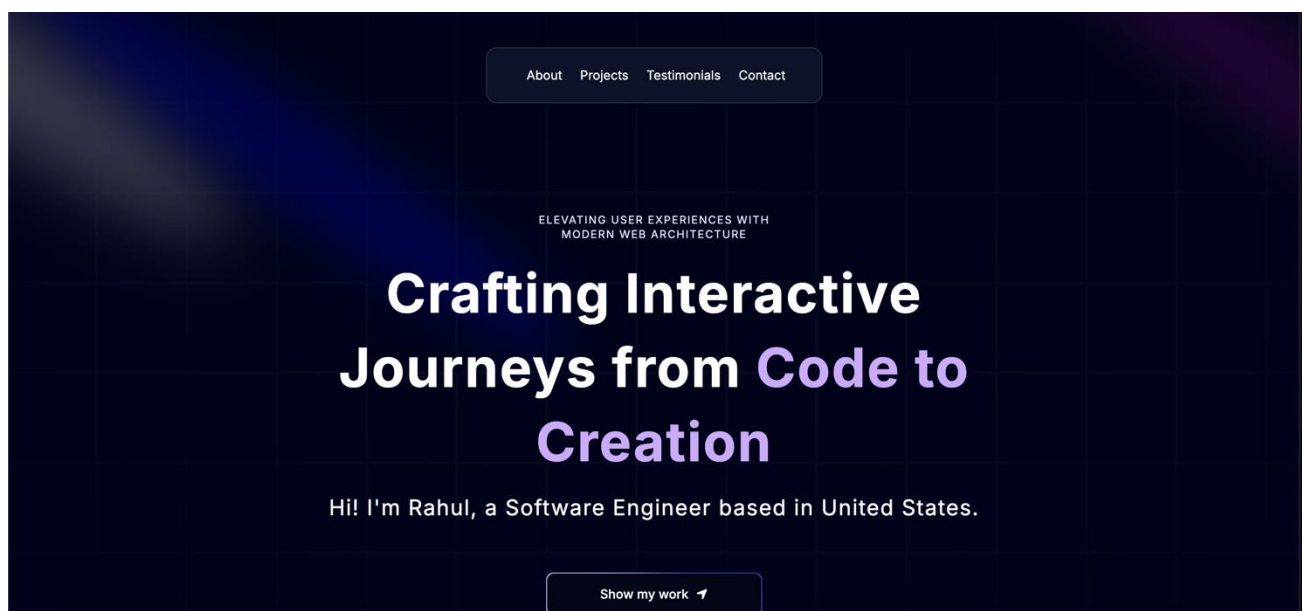 About Projects Testimonials Contact
ELEVATING USER EXPERIENCES WITH
MODERN WEB ARCHITECTURE
Crafting Interactive
Journeys from Code to
Creation
Hi! I'm Rahul, a Software Engineer based in United States.
Show my work